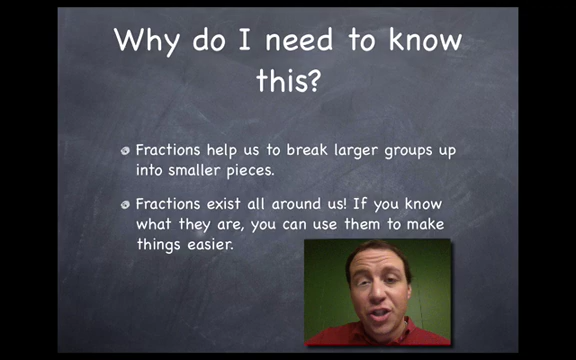 Why do I need to know
this?
Fractions help us to break larger groups up
into smaller pieces.
Fractions exist all around us! If you know
what they are, you can use them to make
things easier.